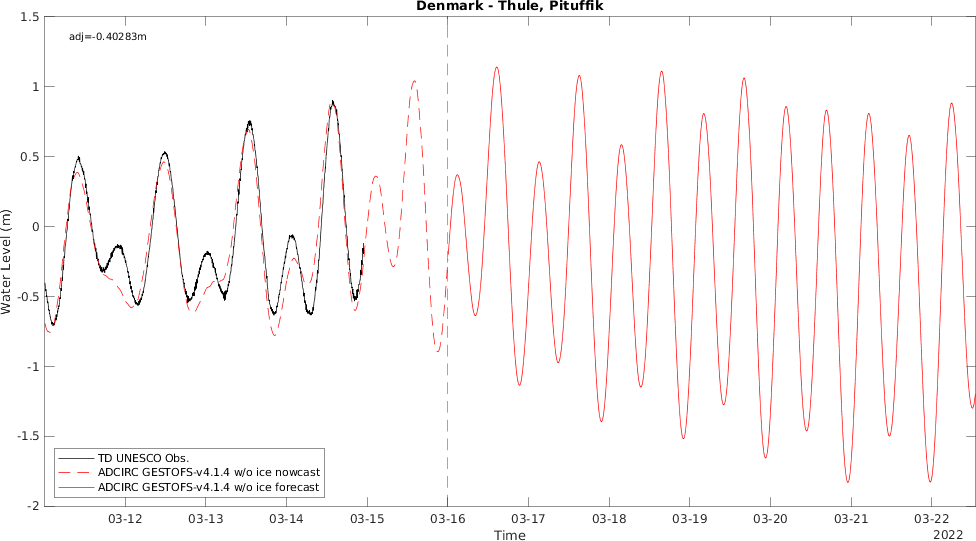 Denmark - Thule, Pituffik
adj=-0.40283m
1.5
1
0.5
0
-0.5
-1
-1.5
-2
Water Level (m)
TD UNESCO Obs.
ADCIRC GESTOFS-v4.1.4 w/o ice nowcast
ADCIRC GESTOFS-v4.1.4 w/o ice forecast
03-12 03-13 03-14 03-15 03-16 03-17 03-18 03-19 03-20 03-21 03-22
Time 2022